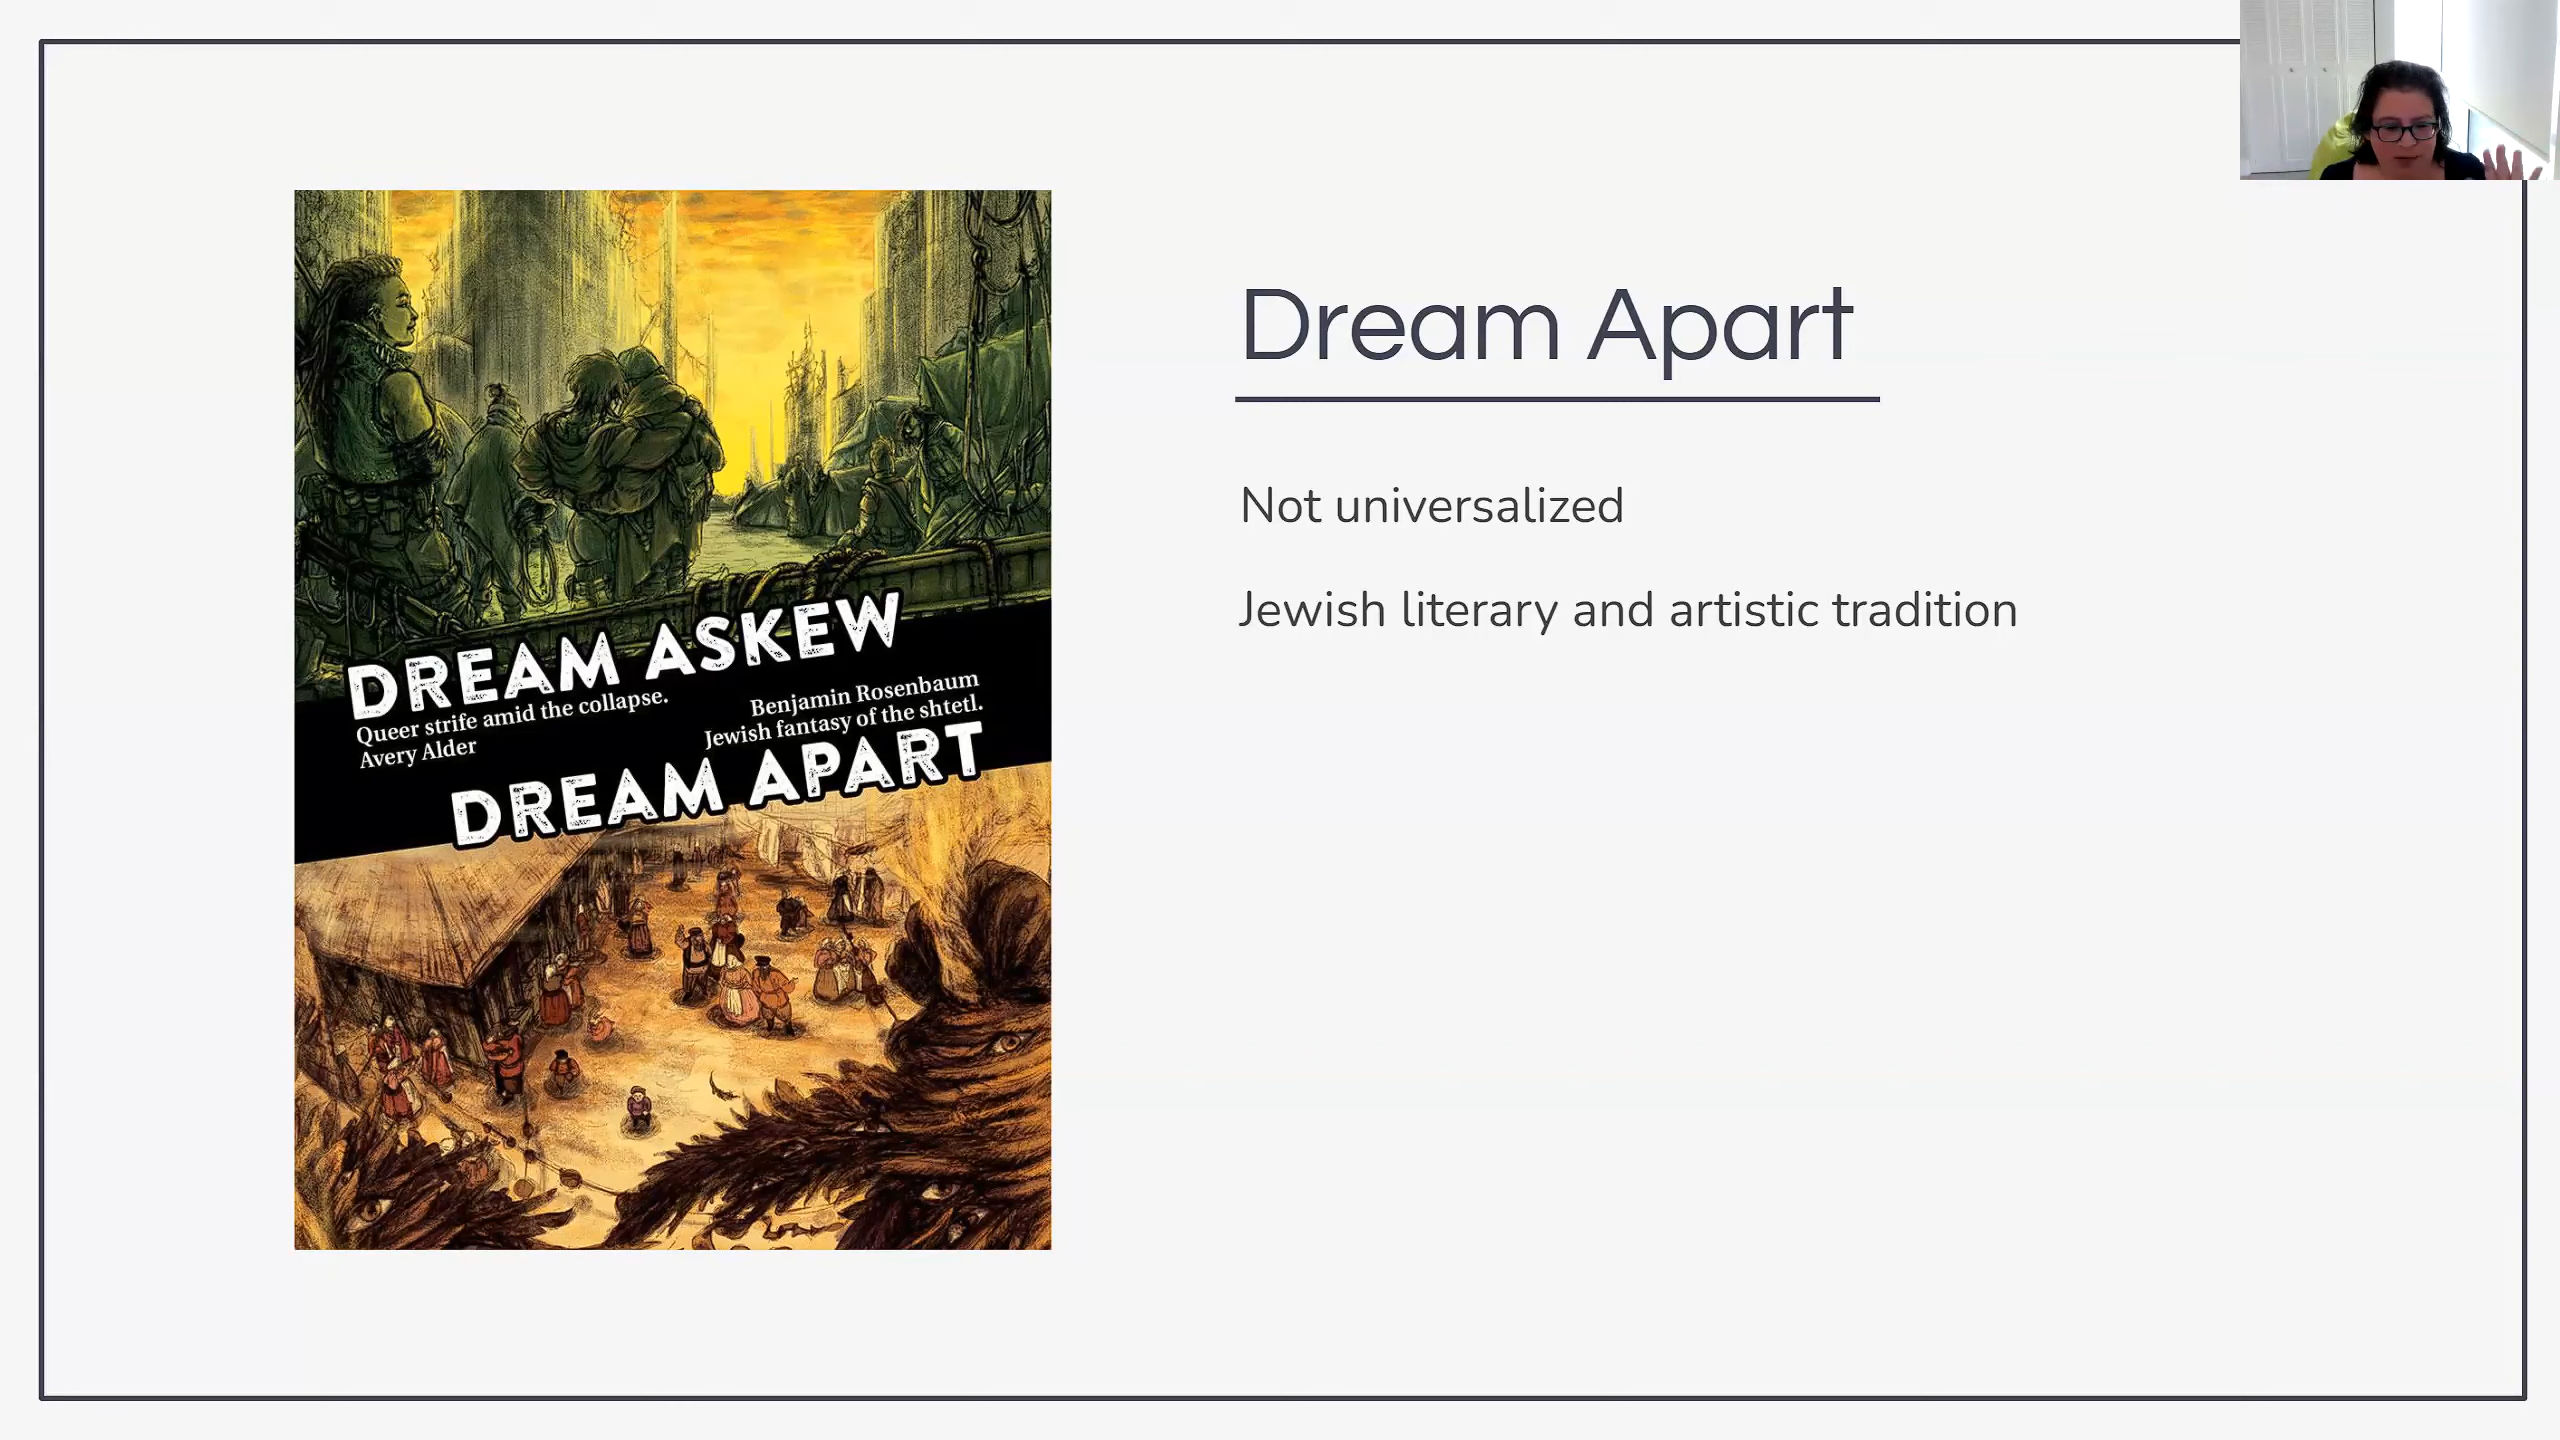 DREAM ASKEW
Queer strife amid the collapse.
Avery Alder
Benjamin Rosenbaum
Jewish fantasy of the shtetl.
DREAM APART
Dream Apart
Not universalized
Jewish literary and artistic tradition